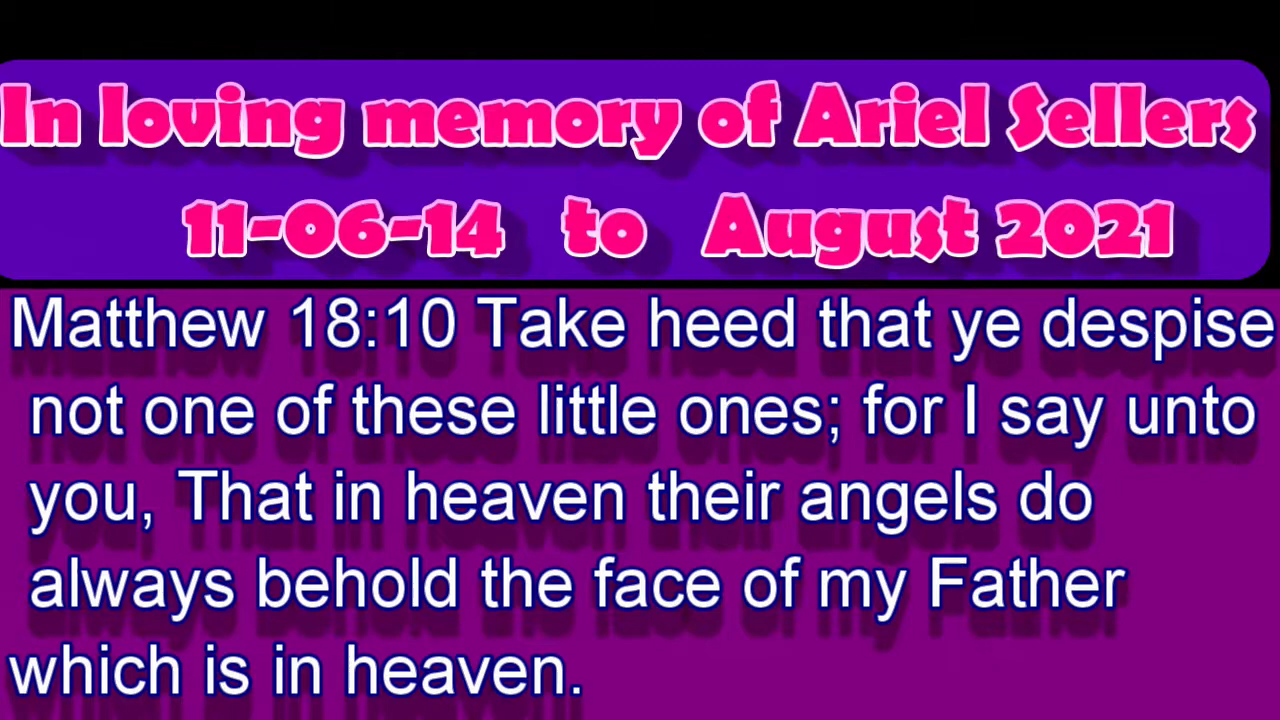 In loving memory of Ariel Sellers
11-06-14 to August 2021
Matthew 18:10 Take heed that ye despise
not one of these little ones; for I say unto
you, That in heaven their angels do
always behold the face of my Father
which is in heaven.